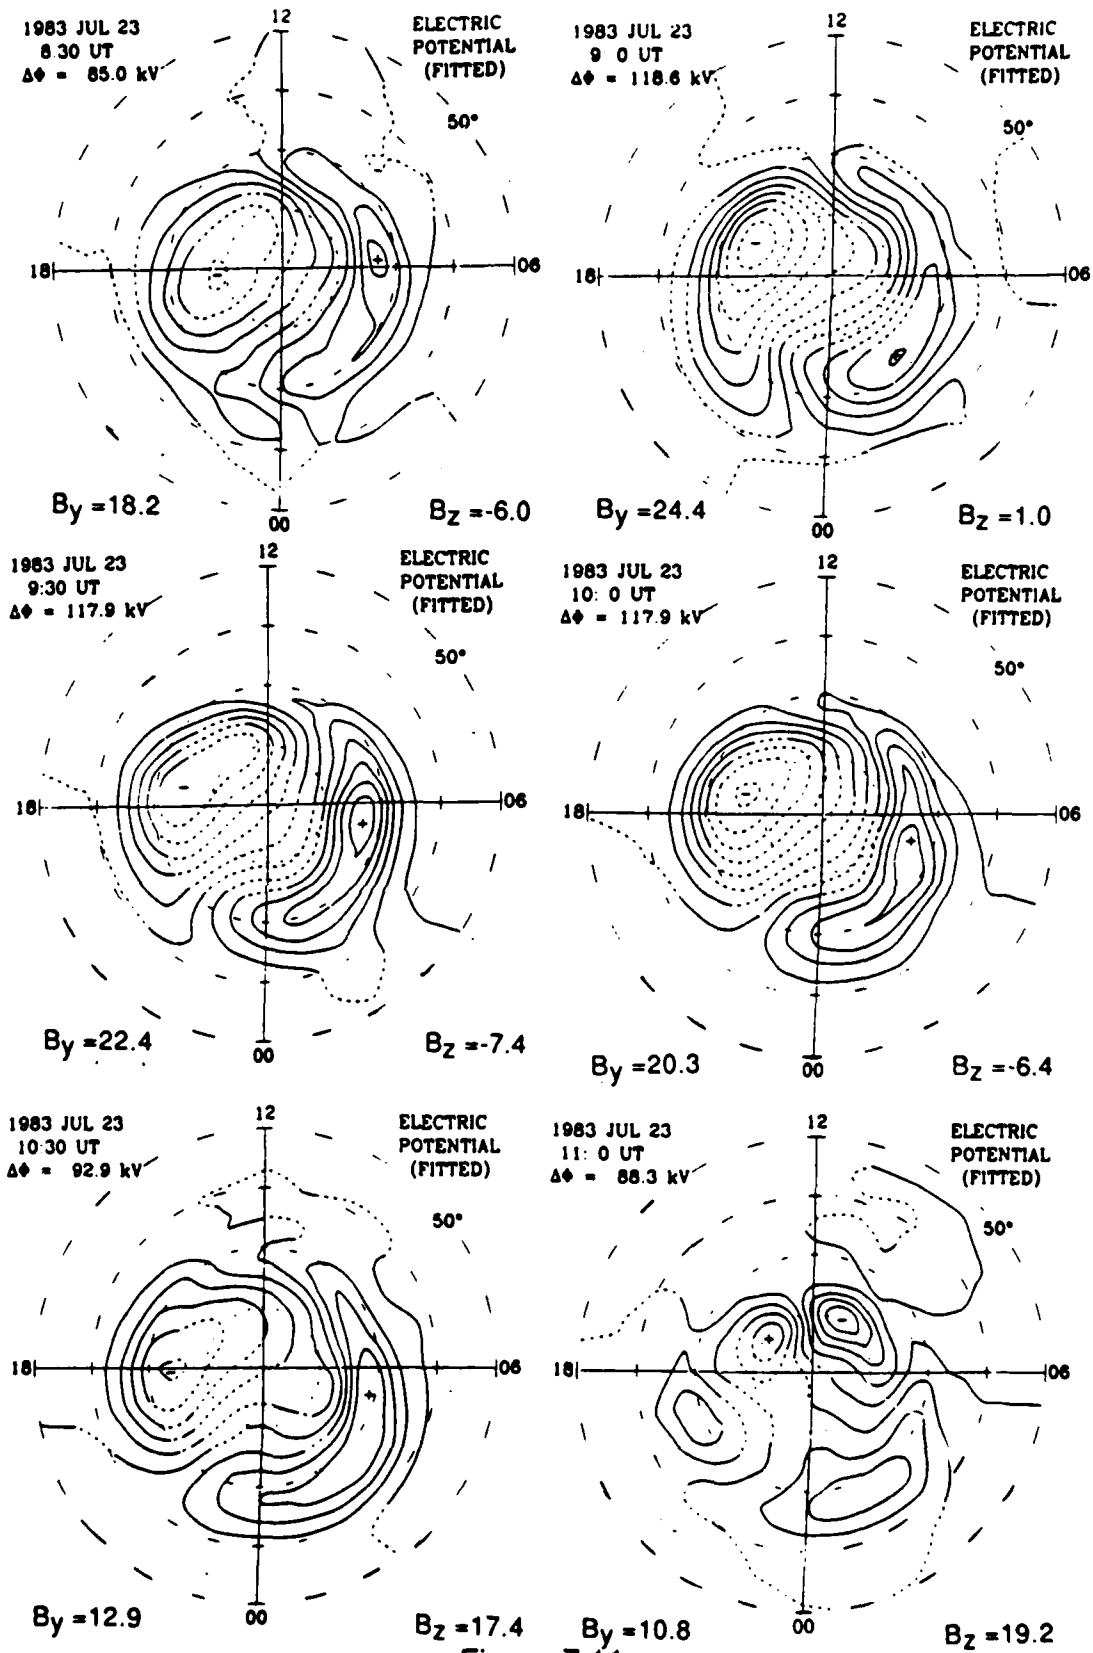 1983 JUL 23
8:30 UT
ΔΦ = 85.0 kV
12
ELECTRIC
POTENTIAL
(FITTED)
50°
18
06
00
By =18.2
Bz =-6.0
1983 JUL 23
9: 0 UT
ΔΦ = 118.6 kV
12
ELECTRIC
POTENTIAL
(FITTED)
50°
18
06
00
By =24.4
Bz =1.0
1983 JUL 23
9:30 UT
ΔΦ = 117.9 kV
12
ELECTRIC
POTENTIAL
(FITTED)
50°
18
06
00
By =22.4
Bz =-7.4
1983 JUL 23
10: 0 UT
ΔΦ = 117.9 kV
12
ELECTRIC
POTENTIAL
(FITTED)
50°
18
06
00
By =20.3
Bz =-6.4
1983 JUL 23
10:30 UT
ΔΦ = 92.9 kV
12
ELECTRIC
POTENTIAL
(FITTED)
50°
18
06
00
By =12.9
Bz =17.4
1983 JUL 23
11: 0 UT
ΔΦ = 88.3 kV
12
ELECTRIC
POTENTIAL
(FITTED)
50°
18
06
00
By =10.8
Bz =19.2